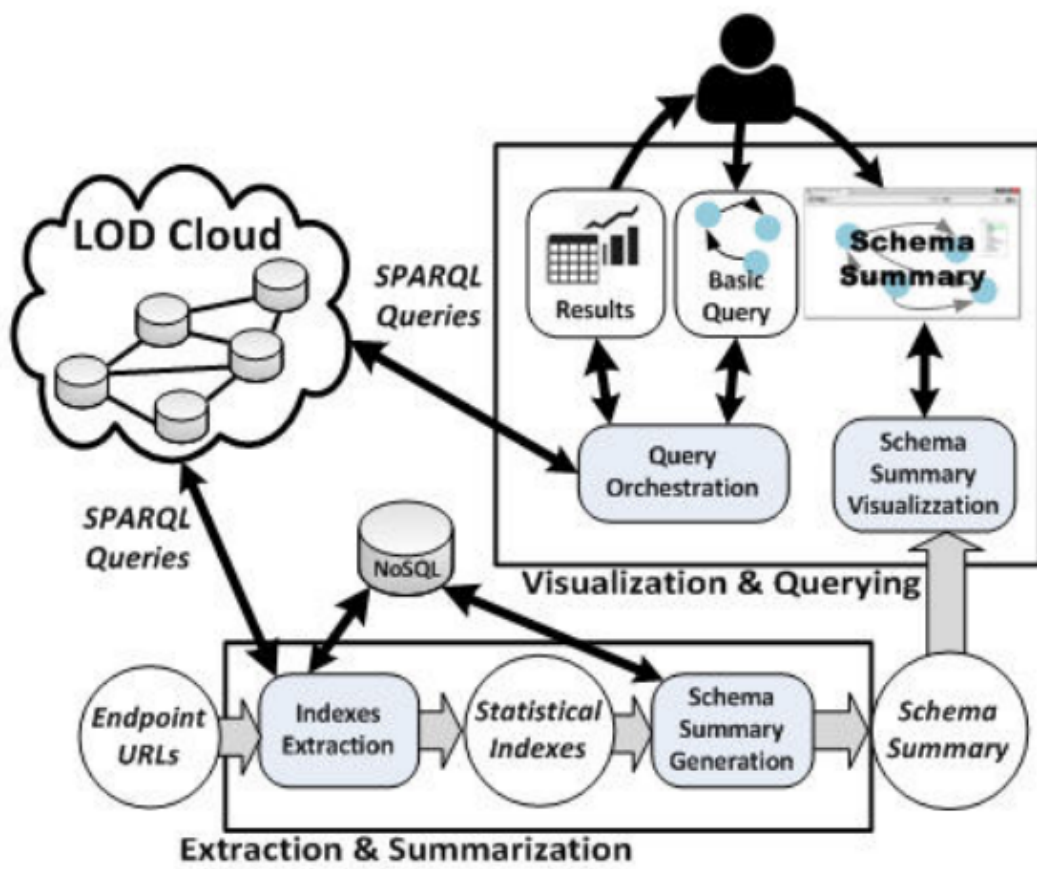 LOD Cloud
SPARQL
Queries
Results
Basic
Query
Schema
Summary
Query
Orchestration
Schema
Summary
Visualizzation
Visualization & Querying
SPARQL
Queries
NoSQL
Endpoint
URLs
Indexes
Extraction
Statistical
Indexes
Schema
Summary
Generation
Schema
Summary
Extraction & Summarization